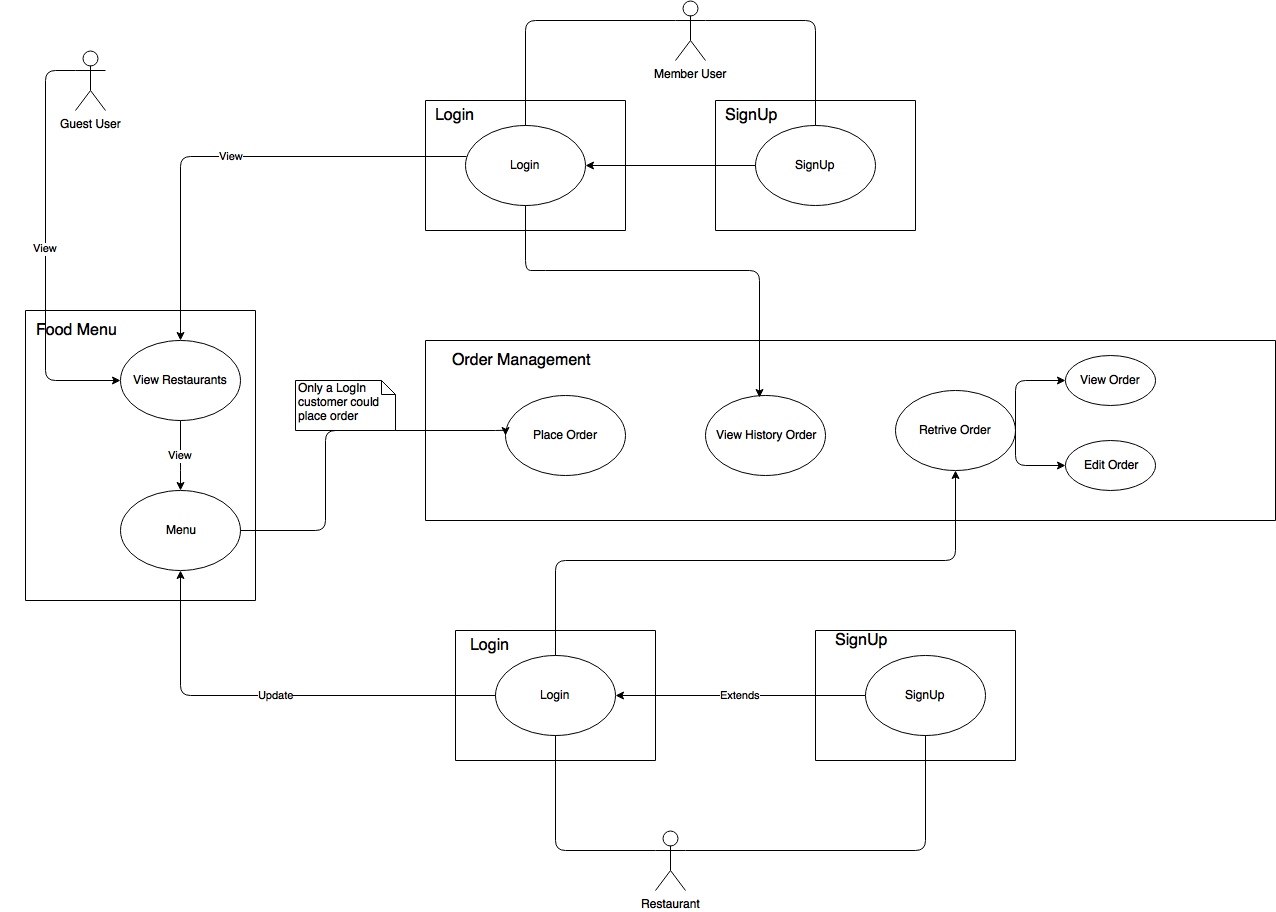 Member User
Guest User
Login
SignUp
Login
SignUp
View
View
Food Menu
View Restaurants
View
Menu
Only a LogIn
customer could
place order
Order Management
Place Order
View History Order
Retrive Order
View Order
Edit Order
Login
SignUp
Login
SignUp
Update
Extends
Restaurant